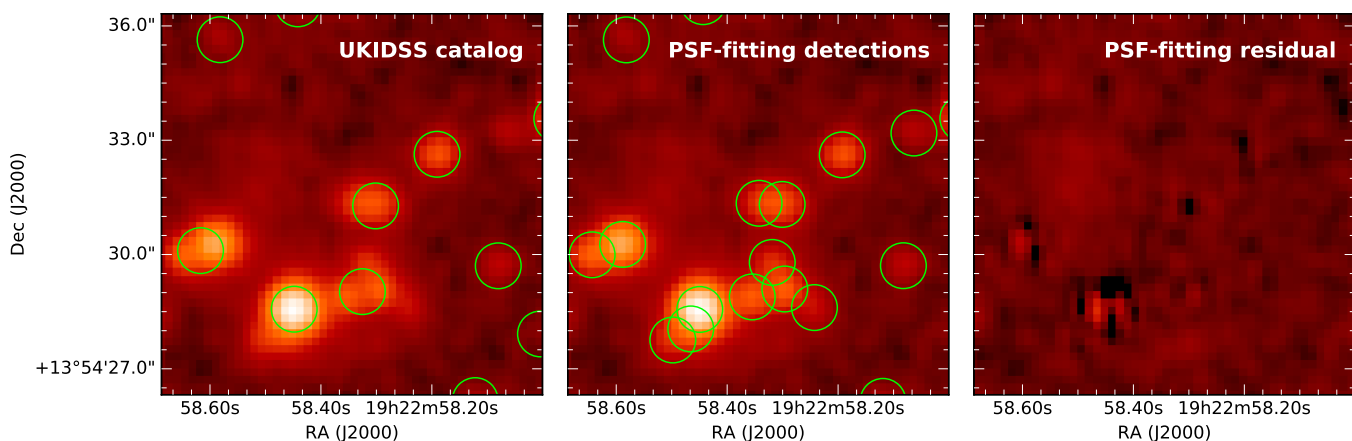 UKIDSS catalog
PSF-fitting detections
PSF-fitting residual
36.0"
33.0"
30.0"
+13°54'27.0"
Dec (J2000)
58.60s 58.40s 19h22m58.20s
58.60s 58.40s 19h22m58.20s
58.60s 58.40s 19h22m58.20s
RA (J2000)
RA (J2000)
RA (J2000)